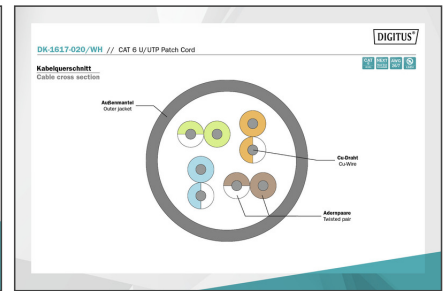 DIGITUS®
DK-1617-020/WH // CAT 6 U/UTP Patch Cord
Kabelquerschnitt
Cable cross section
Außenmantel
Outer jacket
Cu-Draht
Cu-Wire
Adernpaare
Twisted pair